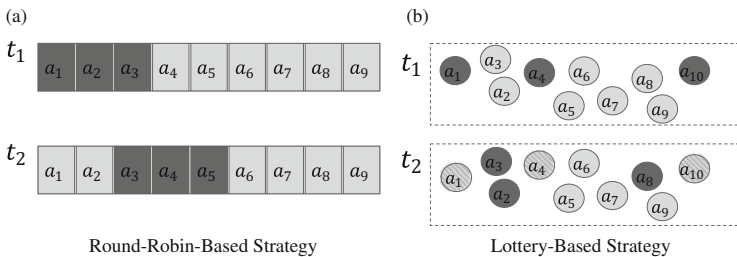 (a)
t1 a1 a2 a3 a4 a5 a6 a7 a8 a9
t2 a1 a2 a3 a4 a5 a6 a7 a8 a9
Round-Robin-Based Strategy
(b)
t1 a1 a3 a2 a4 a6 a5 a7 a8 a9 a10
t2 a1 a3 a2 a4 a6 a5 a7 a8 a9 a10
Lottery-Based Strategy